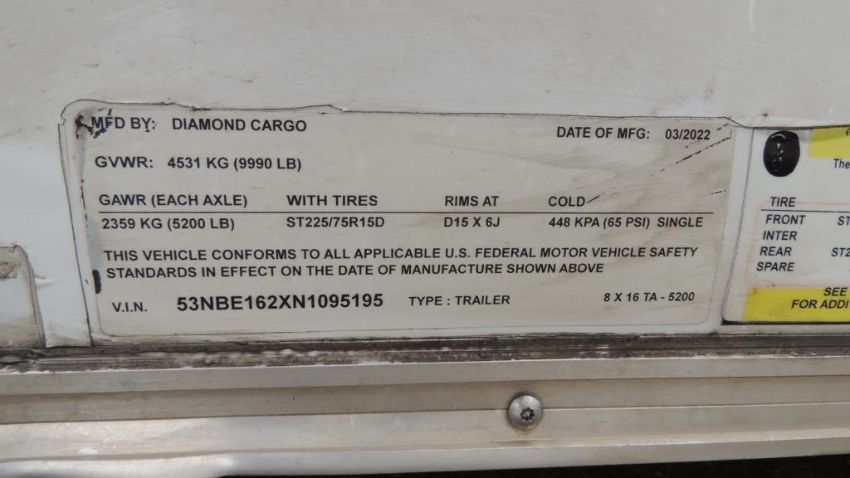 MFD BY: DIAMOND CARGO DATE OF MFG: 03/2022
GVWR: 4531 KG (9990 LB)
GAWR (EACH AXLE) WITH TIRES RIMS AT COLD
2359 KG (5200 LB) ST225/75R15D D15 X 6J 448 KPA (65 PSI) SINGLE
THIS VEHICLE CONFORMS TO ALL APPLICABLE U.S. FEDERAL MOTOR VEHICLE SAFETY
STANDARDS IN EFFECT ON THE DATE OF MANUFACTURE SHOWN ABOVE
V.I.N. 53NBE162XN1095195 TYPE : TRAILER 8 X 16 TA - 5200
The
TIRE
FRONT ST
INTER
REAR ST2
SPARE
SEE
FOR ADDI